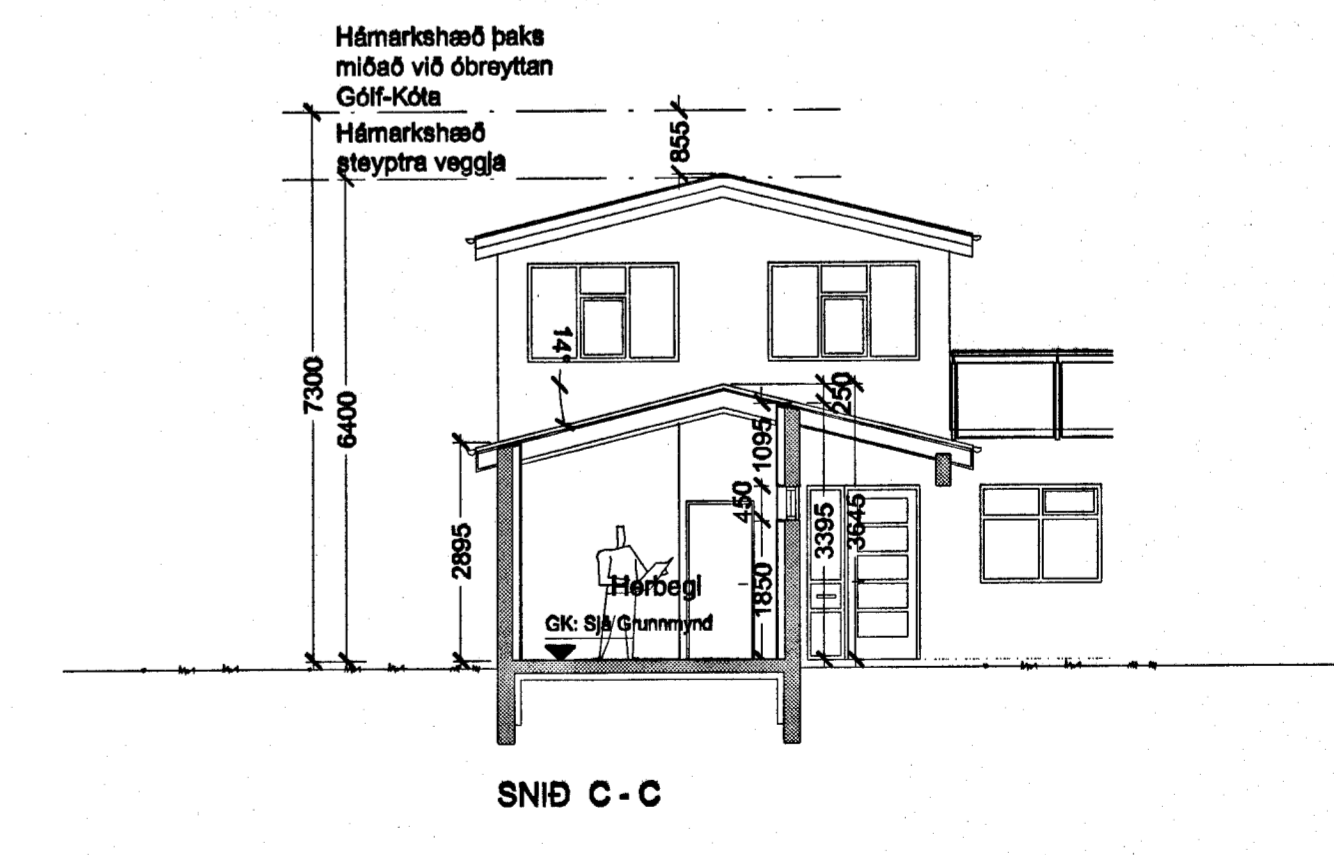 Hámarkshæð þaks
miðað við óbreyttan
Gólf-Kóta
Hámarkshæð
steyptra veggja
855
7300
6400
14°
250
1095
450
2895
3395
3645
1850
Herbegi
GK: Sjá Grunnmynd
SNIÐ C - C